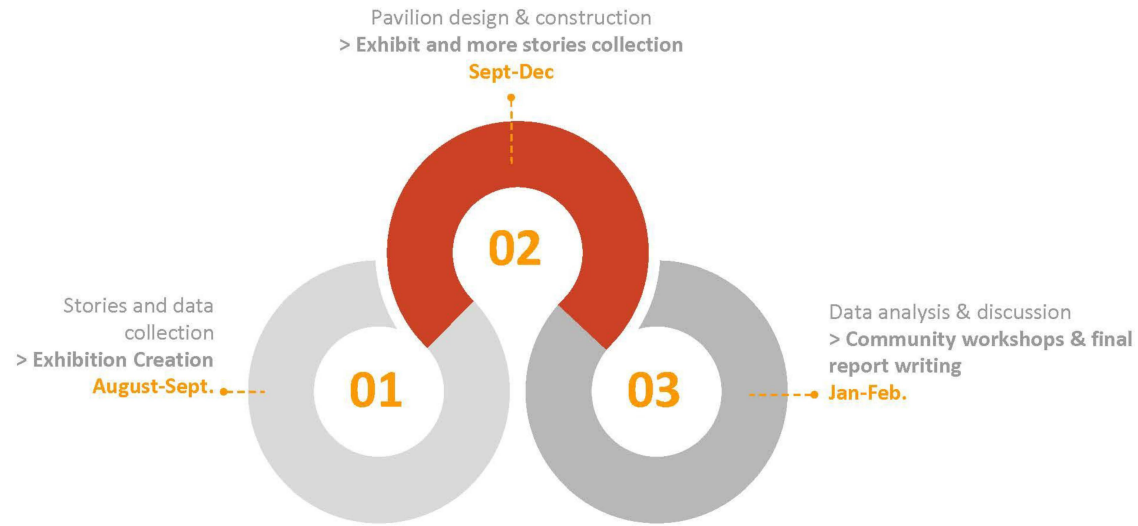 Pavilion design & construction
> Exhibit and more stories collection
Sept-Dec
02
Stories and data
collection
> Exhibition Creation
August-Sept.
01
03
Data analysis & discussion
> Community workshops & final
report writing
Jan-Feb.